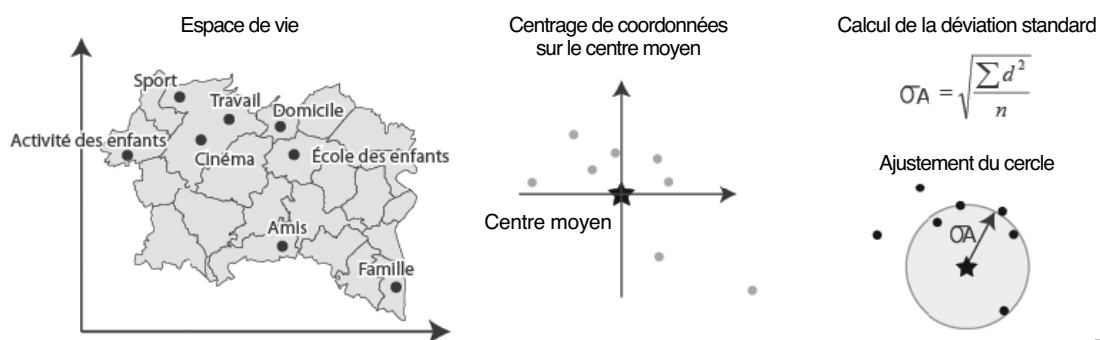 Espace de vie
Sport
Travail
Domicile
Activité des enfants
Cinéma
École des enfants
Amis
Famille
Centrage de coordonnées
sur le centre moyen
Centre moyen
Calcul de la déviation standard
σA = √(∑d²/n)
Ajustement du cercle
σA